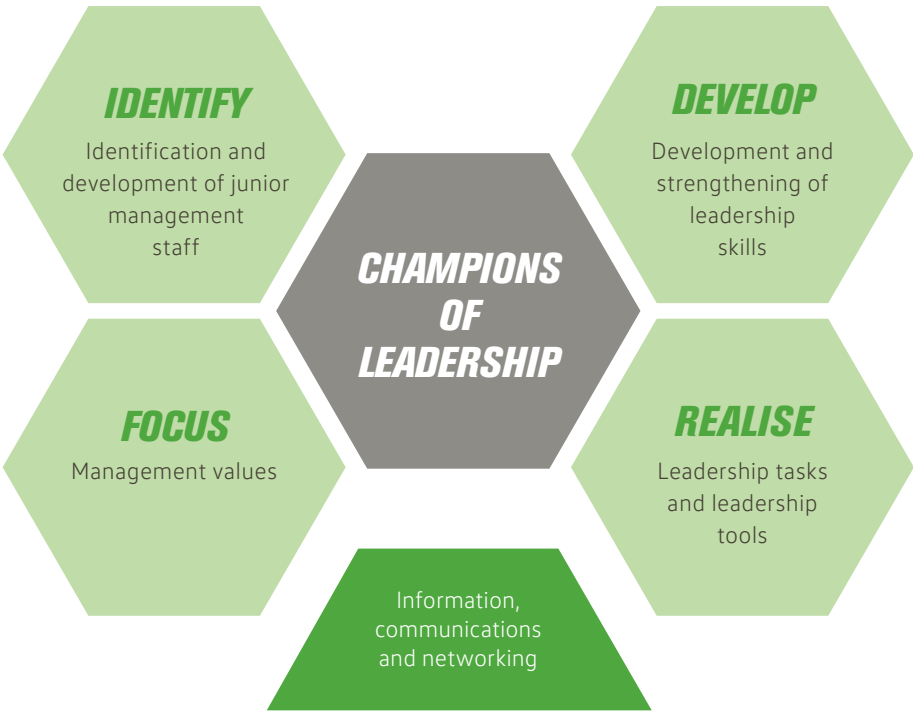 IDENTIFY
Identification and
development of junior
management
staff
DEVELOP
Development and
strengthening of
leadership
skills
CHAMPIONS
OF
LEADERSHIP
FOCUS
Management values
REALISE
Leadership tasks
and leadership
tools
Information,
communications
and networking